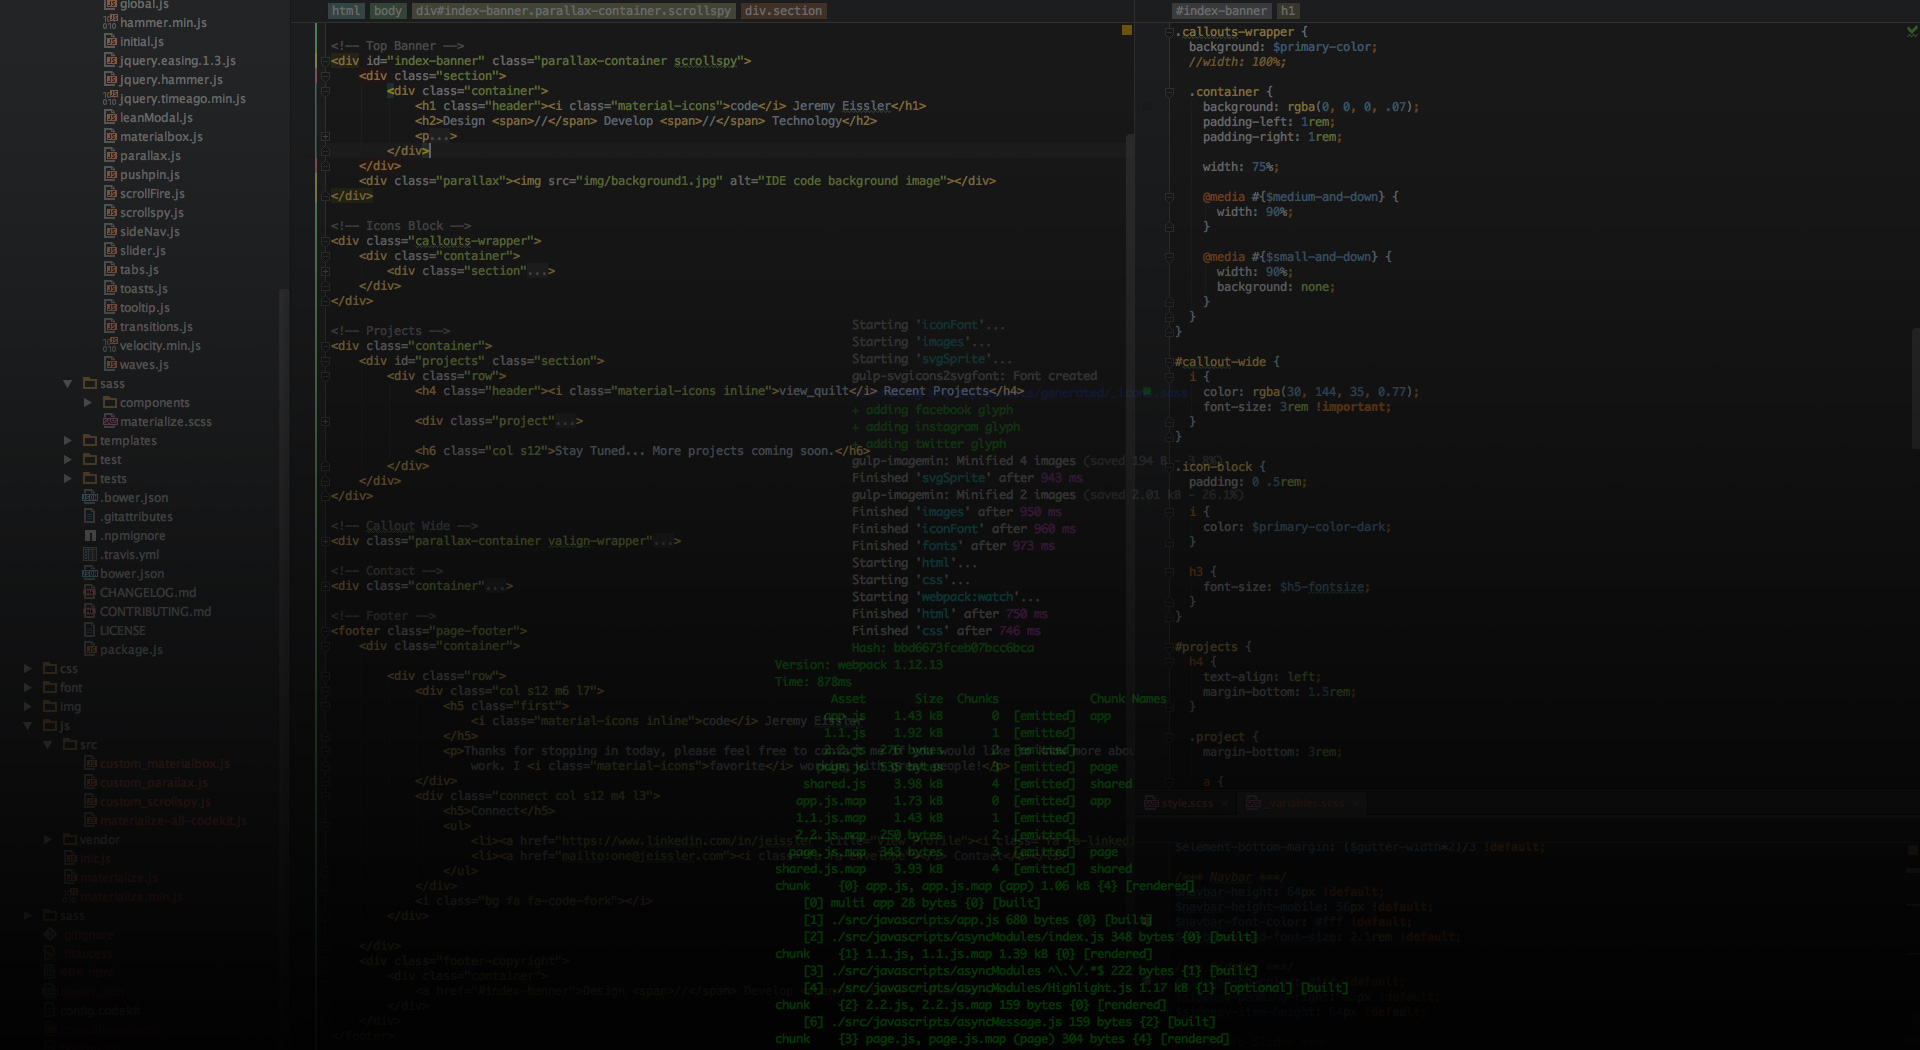 global.js
hammer.min.js
initial.js
jquery.easing.1.3.js
jquery.hammer.js
jquery.timeago.min.js
leanModal.js
materialbox.js
parallax.js
pushpin.js
scrollFire.js
scrollspy.js
sideNav.js
slider.js
tabs.js
toasts.js
tooltip.js
transitions.js
velocity.min.js
waves.js
sass
components
materialize.scss
templates
test
tests
.bower.json
.gitattributes
.npmignore
.travis.yml
bower.json
CHANGELOG.md
CONTRIBUTING.md
LICENSE
package.js
css
font
img
js
src
custom_materialbox.js
custom_parallax.js
custom_scrollspy.js
materialize-all-codekit.js
vendor
init.js
materialize.js
materialize.min.js
sass
.gitignore
.htaccess
404.html
config.codekit
html body div#index-banner.parallax-container.scrollspy div.section
<!-- Top Banner -->
<div id="index-banner" class="parallax-container scrollspy">
<div class="section">
<div class="container">
<h1 class="header"><i class="material-icons">code</i> Jeremy Eissler</h1>
<h2>Design <span>//</span> Develop <span>//</span> Technology</h2>
<p...>
</div>
</div>
<div class="parallax"><img src="img/background1.jpg" alt="IDE code background image"></div>
</div>
<!-- Icons Block -->
<div class="callouts-wrapper">
<div class="container">
<div class="section"...>
</div>
</div>
<!-- Projects -->
<div class="container">
<div id="projects" class="section">
<div class="row">
<h4 class="header"><i class="material-icons inline">view_quilt</i> Recent Projects</h4>
<div class="project"...>
<h6 class="col s12">Stay Tuned... More projects coming soon.</h6>
</div>
</div>
</div>
<!-- Callout Wide -->
<div class="parallax-container valign-wrapper"...>
<!-- Contact -->
<div class="container"...>
<!-- Footer -->
<footer class="page-footer">
<div class="container">
<div class="row">
<div class="col s12 m6 l7">
<h5 class="first">
<i class="material-icons inline">code</i> Jeremy Eissler
</h5>
<p>Thanks for stopping in today, please feel free to contact me if you would like to know more abou
work. I <i class="material-icons">favorite</i> working with great people!</p>
</div>
<div class="connect col s12 m4 l3">
<h5>Connect</h5>
<ul>
<li><a href="https://www.linkedin.com/in/jeissler" title="View Profile"><i class="fa fa-linked
<li><a href="mailto:one@jeissler.com"><i class="fa fa-envelope"></i> Contact</a></li>
</ul>
</div>
<i class="bg fa fa-code-fork"></i>
</div>
</div>
<div class="footer-copyright">
<div class="container">
<a href="#index-banner">Design <span>//</span> Develop
</div>
</div>
</footer>
Starting 'iconFont'...
Starting 'images'...
Starting 'svgSprite'...
gulp-svgicons2svgfont: Font created
+ adding facebook glyph
+ adding instagram glyph
+ adding twitter glyph
gulp-imagemin: Minified 4 images (saved 194 B - 3.8%)
Finished 'svgSprite' after 943 ms
gulp-imagemin: Minified 2 images (saved 2.01 kB - 26.1%)
Finished 'images' after 950 ms
Finished 'iconFont' after 960 ms
Finished 'fonts' after 973 ms
Starting 'html'...
Starting 'css'...
Starting 'webpack:watch'...
Finished 'html' after 750 ms
Finished 'css' after 746 ms
Hash: bbd6673fceb07bcc6bca
Version: webpack 1.12.13
Time: 878ms
Asset Size Chunks Chunk Names
app.js 1.43 kB 0 [emitted] app
1.1.js 1.92 kB 1 [emitted]
2.2.js 276 bytes 2 [emitted]
page.js 535 bytes 3 [emitted] page
shared.js 3.98 kB 4 [emitted] shared
app.js.map 1.73 kB 0 [emitted] app
1.1.js.map 1.43 kB 1 [emitted]
2.2.js.map 250 bytes 2 [emitted]
page.js.map 343 bytes 3 [emitted] page
shared.js.map 3.93 kB 4 [emitted] shared
chunk {0} app.js, app.js.map (app) 1.06 kB {4} [rendered]
[0] multi app 28 bytes {0} [built]
[1] ./src/javascripts/app.js 680 bytes {0} [built]
[2] ./src/javascripts/asyncModules/index.js 348 bytes {0} [built]
chunk {1} 1.1.js, 1.1.js.map 1.39 kB {0} [rendered]
[3] ./src/javascripts/asyncModules ^\.\/.*$ 222 bytes {1} [built]
[4] ./src/javascripts/asyncModules/Highlight.js 1.17 kB {1} [optional] [built]
chunk {2} 2.2.js, 2.2.js.map 159 bytes {0} [rendered]
[6] ./src/javascripts/asyncMessage.js 159 bytes {2} [built]
chunk {3} page.js, page.js.map (page) 304 bytes {4} [rendered]
#index-banner h1
.callouts-wrapper {
background: $primary-color;
//width: 100%;
.container {
background: rgba(0, 0, 0, .07);
padding-left: 1rem;
padding-right: 1rem;
width: 75%;
@media #{$medium-and-down} {
width: 90%;
}
@media #{$small-and-down} {
width: 90%;
background: none;
}
}
}
#callout-wide {
i {
color: rgba(30, 144, 35, 0.77);
font-size: 3rem !important;
}
}
.icon-block {
padding: 0 .5rem;
i {
color: $primary-color-dark;
}
h3 {
font-size: $h5-fontsize;
}
}
#projects {
h4 {
text-align: left;
margin-bottom: 1.5rem;
}
.project {
margin-bottom: 3rem;
a {
style.scss × _variables.scss ×
$element-bottom-margin: ($gutter-width*2)/3 !default;
/*** Navbar ***/
$navbar-height: 64px !default;
$navbar-height-mobile: 56px !default;
$navbar-font-color: #fff !default;